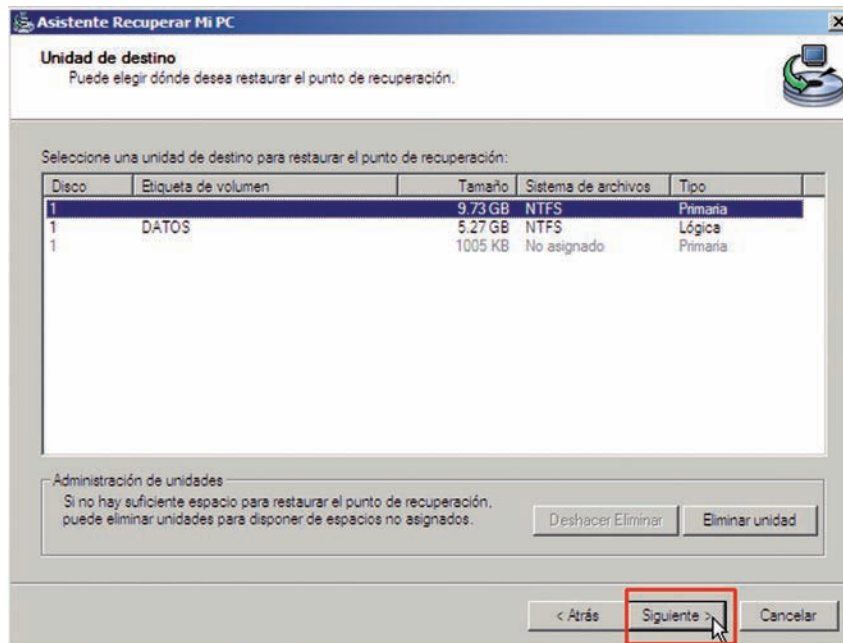 Asistente Recuperar Mi PC
Unidad de destino
Puede elegir dónde desea restaurar el punto de recuperación.
Seleccione una unidad de destino para restaurar el punto de recuperación:
Disco Etiqueta de volumen Tamaño Sistema de archivos Tipo
1 9.73 GB NTFS Primaria
1 DATOS 5.27 GB NTFS Lógica
1 1005 KB No asignado Primaria
Administración de unidades
Si no hay suficiente espacio para restaurar el punto de recuperación,
puede eliminar unidades para disponer de espacios no asignados.
Deshacer Eliminar Eliminar unidad
< Atrás Siguiente > Cancelar